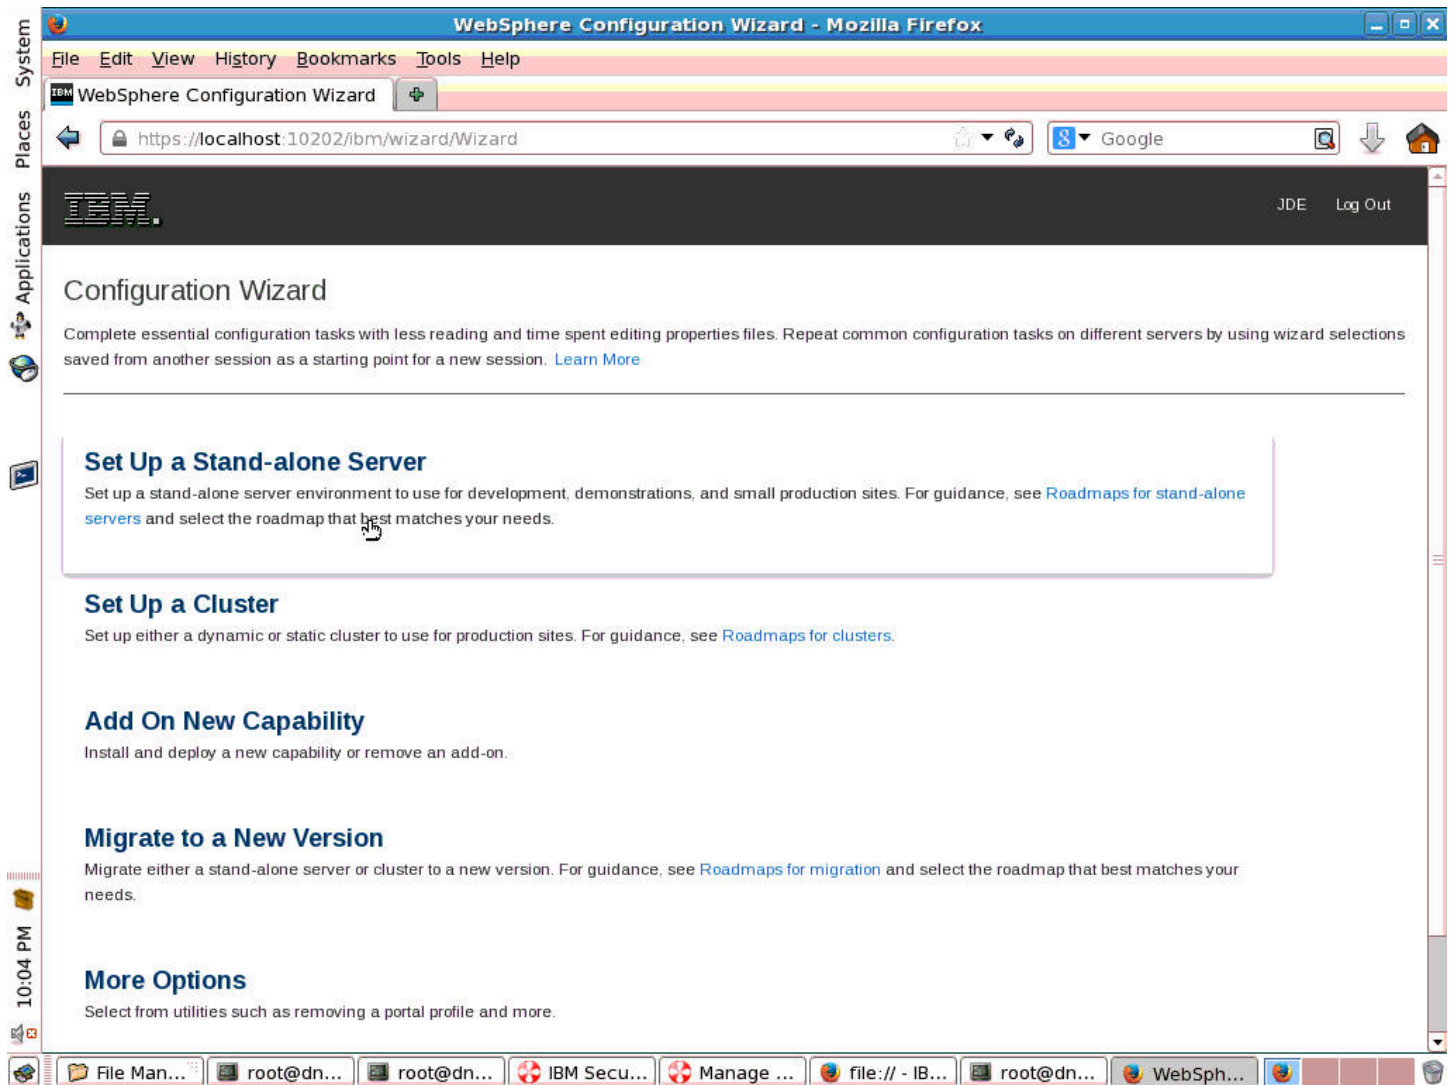 WebSphere Configuration Wizard - Mozilla Firefox
File Edit View History Bookmarks Tools Help
WebSphere Configuration Wizard
https://localhost:10202/ibm/wizard/Wizard
Google
System
Places
Applications
IBM.
JDE Log Out
Configuration Wizard
Complete essential configuration tasks with less reading and time spent editing properties files. Repeat common configuration tasks on different servers by using wizard selections
saved from another session as a starting point for a new session. Learn More
Set Up a Stand-alone Server
Set up a stand-alone server environment to use for development, demonstrations, and small production sites. For guidance, see Roadmaps for stand-alone
servers and select the roadmap that best matches your needs.
Set Up a Cluster
Set up either a dynamic or static cluster to use for production sites. For guidance, see Roadmaps for clusters.
Add On New Capability
Install and deploy a new capability or remove an add-on.
Migrate to a New Version
Migrate either a stand-alone server or cluster to a new version. For guidance, see Roadmaps for migration and select the roadmap that best matches your
needs.
More Options
Select from utilities such as removing a portal profile and more.
10:04 PM
File Man... root@dn... root@dn... IBM Secu... Manage ... file:// - IB... root@dn... WebSph...